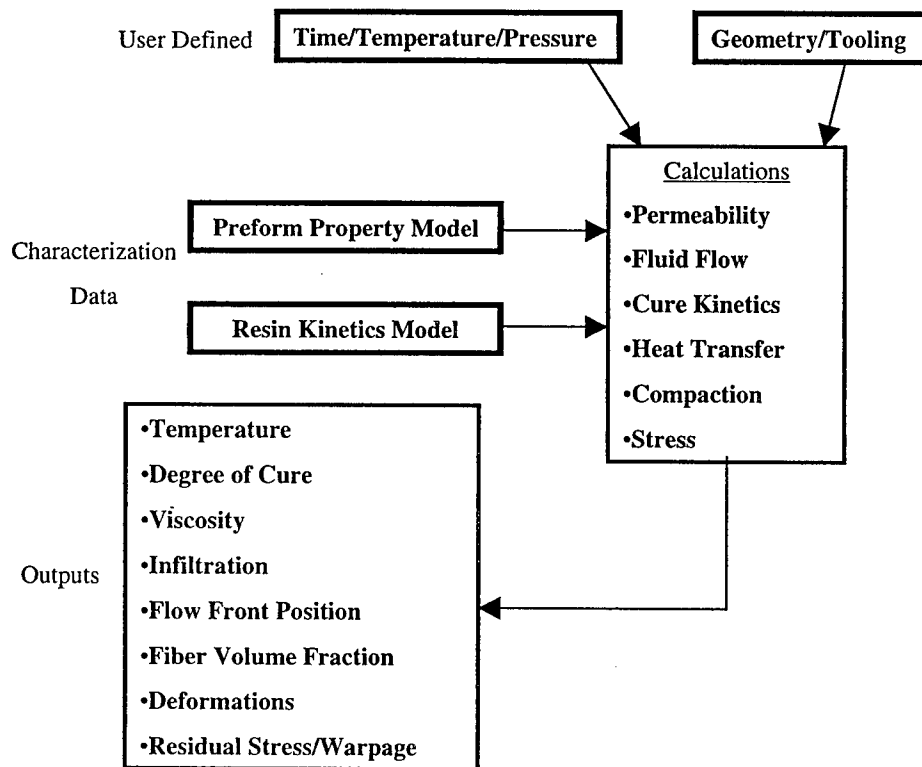 User Defined
Time/Temperature/Pressure
Geometry/Tooling
Characterization
Data
Preform Property Model
Resin Kinetics Model
Calculations
•Permeability
•Fluid Flow
•Cure Kinetics
•Heat Transfer
•Compaction
•Stress
Outputs
•Temperature
•Degree of Cure
•Viscosity
•Infiltration
•Flow Front Position
•Fiber Volume Fraction
•Deformations
•Residual Stress/Warpage